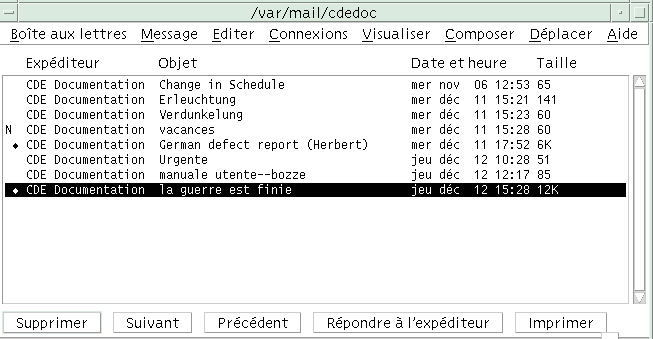 /var/mail/cdedoc
Boîte aux lettres Message Editer Connexions Visualiser Composer Déplacer Aide
Expéditeur Objet Date et heure Taille
CDE Documentation Change in Schedule mer nov 06 12:53 65
CDE Documentation Erleuchtung mer déc 11 15:21 141
CDE Documentation Verdunkelung mer déc 11 15:23 60
N CDE Documentation vacances mer déc 11 15:28 60
◆ CDE Documentation German defect report (Herbert) mer déc 11 17:52 6K
CDE Documentation Urgente jeu déc 12 10:28 51
CDE Documentation manuale utente--bozze jeu déc 12 12:17 85
◆ CDE Documentation la guerre est finie jeu déc 12 15:28 12K
Supprimer Suivant Précédent Répondre à l'expéditeur Imprimer